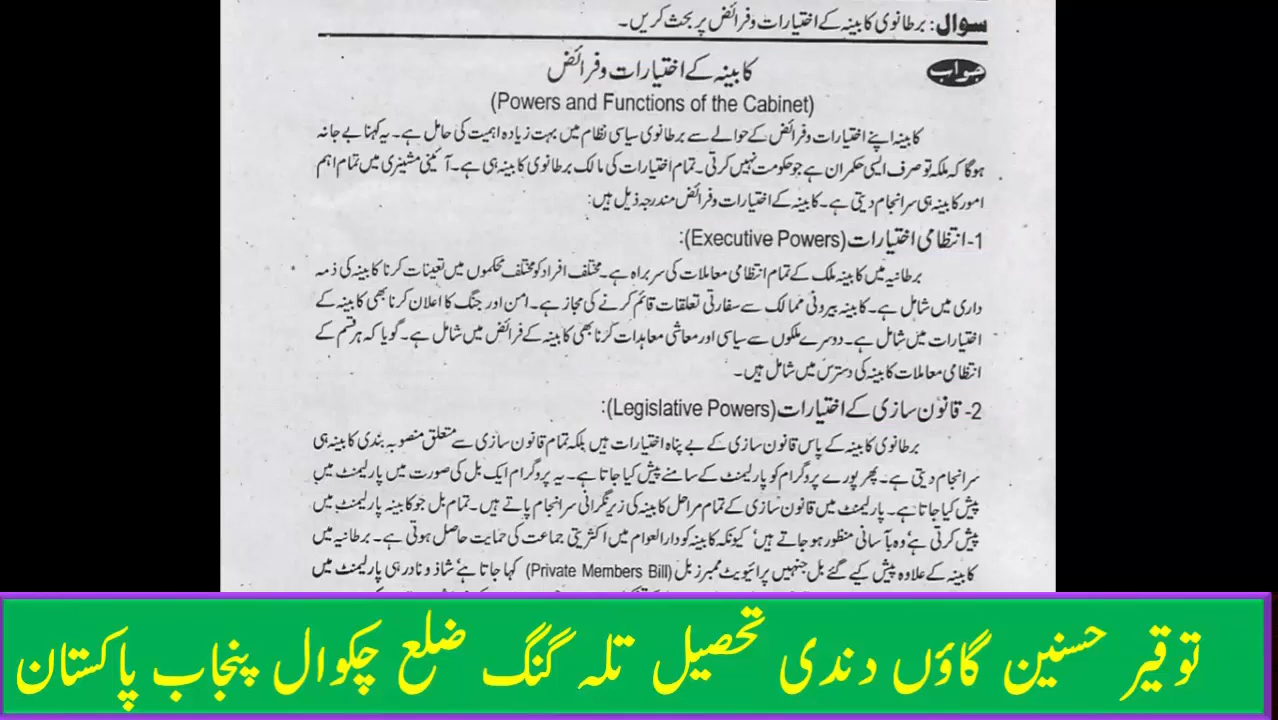 سوال: برطانوی کابینہ کے اختیارات و فرائض پر بحث کریں۔
جواب
کابینہ کے اختیارات و فرائض
(Powers and Functions of the Cabinet)
کابینہ اپنے اختیارات و فرائض کے حوالے سے برطانوی سیاسی نظام میں بہت زیادہ اہمیت کی حامل ہے۔ یہ کہنا بے جا نہ
ہوگا کہ ملکہ تو صرف ایسی حکمران ہے جو حکومت نہیں کرتی۔ تمام اختیارات کی مالک برطانوی کابینہ ہی ہے۔ آئینی مشینری میں تمام اہم
امور کابینہ ہی سرانجام دیتی ہے۔ کابینہ کے اختیارات و فرائض مندرجہ ذیل ہیں:
1- انتظامی اختیارات (Executive Powers):
برطانیہ میں کابینہ ملک کے تمام انتظامی معاملات کی سربراہ ہے۔ مختلف افراد کو مختلف محکموں میں تعینات کرنا کابینہ کی ذمہ
داری میں شامل ہے۔ کابینہ بیرونی ممالک سے سفارتی تعلقات قائم کرنے کی مجاز ہے۔ امن اور جنگ کا اعلان کرنا بھی کابینہ کے
اختیارات میں شامل ہے۔ دوسرے ملکوں سے سیاسی اور معاشی معاہدات کرنا بھی کابینہ کے فرائض میں شامل ہے۔ گویا کہ ہر قسم کے
انتظامی معاملات کابینہ کی دسترس میں شامل ہیں۔
2- قانون سازی کے اختیارات (Legislative Powers):
برطانوی کابینہ کے پاس قانون سازی کے بے پناہ اختیارات ہیں بلکہ تمام قانون سازی سے متعلق منصوبہ بندی کابینہ ہی
سرانجام دیتی ہے۔ پھر پورے پروگرام کو پارلیمنٹ کے سامنے پیش کیا جاتا ہے۔ یہ پروگرام ایک بل کی صورت میں پارلیمنٹ میں
پیش کیا جاتا ہے۔ پارلیمنٹ میں قانون سازی کے تمام مراحل کابینہ کی زیر نگرانی سرانجام پاتے ہیں۔ تمام بل جو کابینہ پارلیمنٹ میں
پیش کرتی ہے وہ بآسانی منظور ہو جاتے ہیں، کیونکہ کابینہ کو دارالعوام میں اکثریتی جماعت کی حمایت حاصل ہوتی ہے۔ برطانیہ میں
کابینہ کے علاوہ پیش کیے گئے بل جنہیں پرائیویٹ ممبرز بل (Private Members Bill) کہا جاتا ہے، شاذ و نادر ہی پارلیمنٹ میں
توقیر حسنین گاؤں دندی تحصیل تلہ گنگ ضلع چکوال پنجاب پاکستان